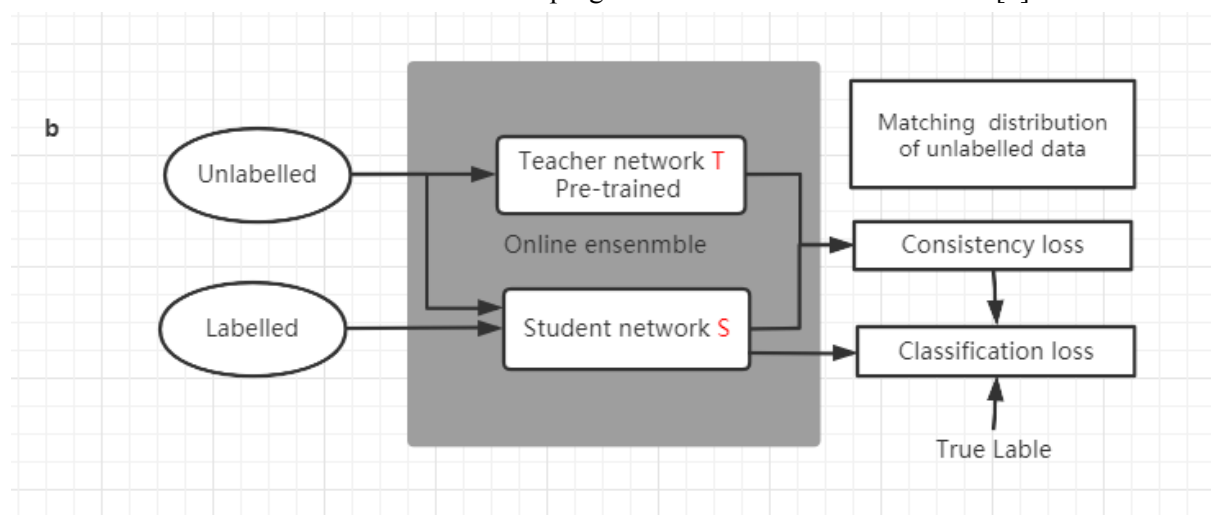 b
Unlabelled
Teacher network T
Pre-trained
Online ensenmble
Labelled
Student network S
Matching distribution
of unlabelled data
Consistency loss
Classification loss
True Lable